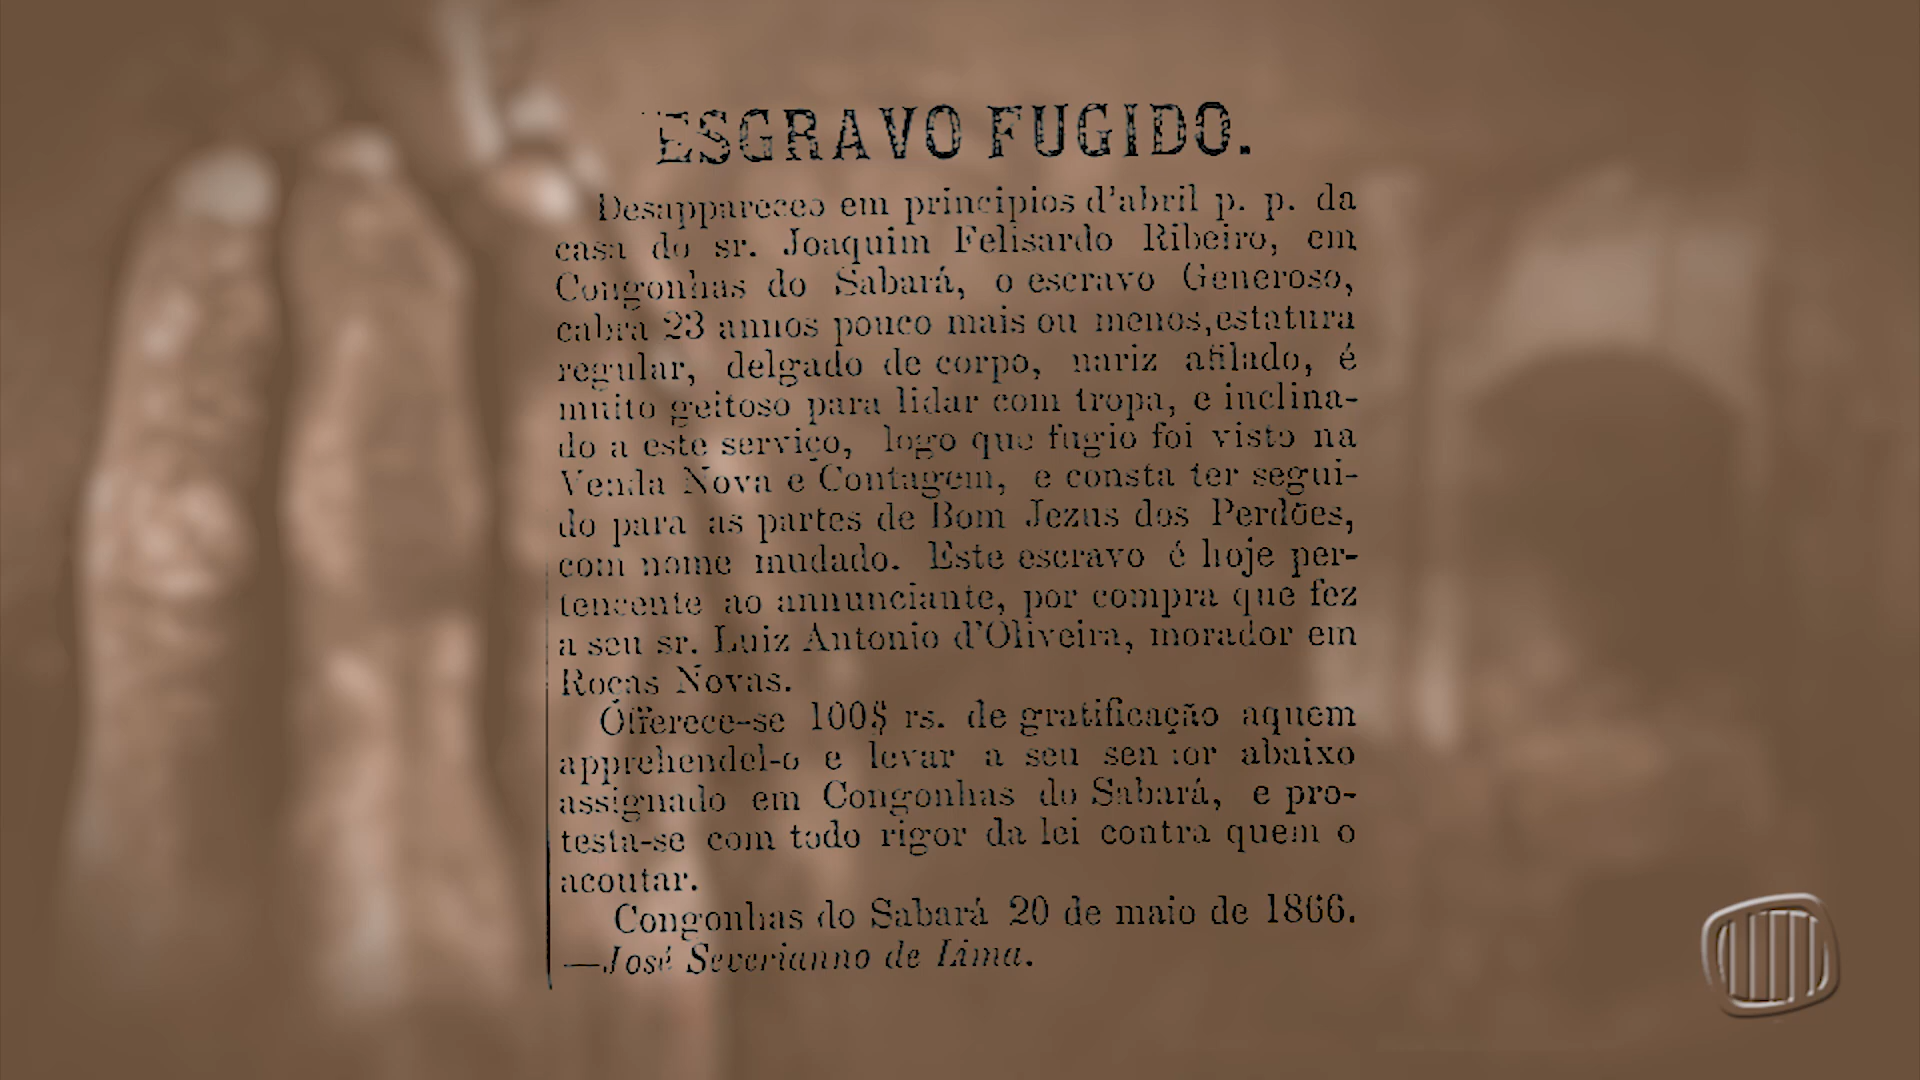 ESGRAVO FUGIDO.
Desappareceo em principios d'abril p. p. da
casa do sr. Joaquim Felisardo Ribeiro, em
Congonhas do Sabará, o escravo Generoso,
cabra 23 annos pouco mais ou menos, estatura
regular, delgado de corpo, nariz afilado, é
muito geitoso para lidar com tropa, e inclina-
do a este serviço, logo que fugio foi visto na
Venda Nova e Contagem, e consta ter segui-
do para as partes de Bom Jezus dos Perdões,
com nome mudado. Este escravo é hoje per-
tencente ao annunciante, por compra que fez
a seu sr. Luiz Antonio d'Oliveira, morador em
Roças Novas.
Offerece-se 100$ rs. de gratificação aquem
apprehendel-o e levar a seu senhor abaixo
assignado em Congonhas do Sabará, e pro-
testa-se com todo rigor da lei contra quem o
acoutar.
Congonhas do Sabará 20 de maio de 1866.
—José Severianno de Lima.